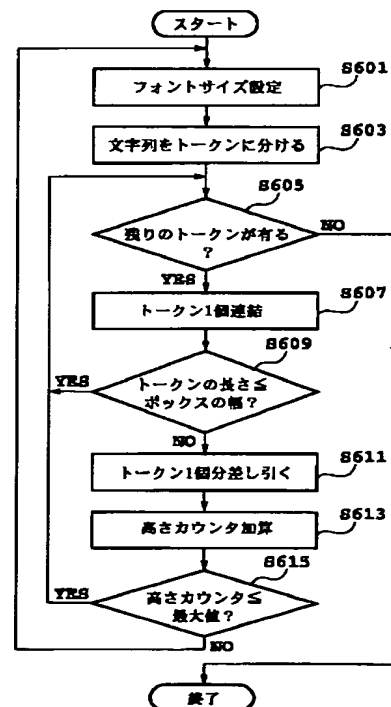 スタート
S601
フォントサイズ設定
S603
文字列をトークンに分ける
S605
残りのトークンが有る
?
NO
YES
S607
トークン1個連結
S609
トークンの長さ≦
ボックスの幅?
YES
NO
S611
トークン1個分差し引く
S613
高さカウンタ加算
S615
高さカウンタ≦
最大値?
YES
NO
終了